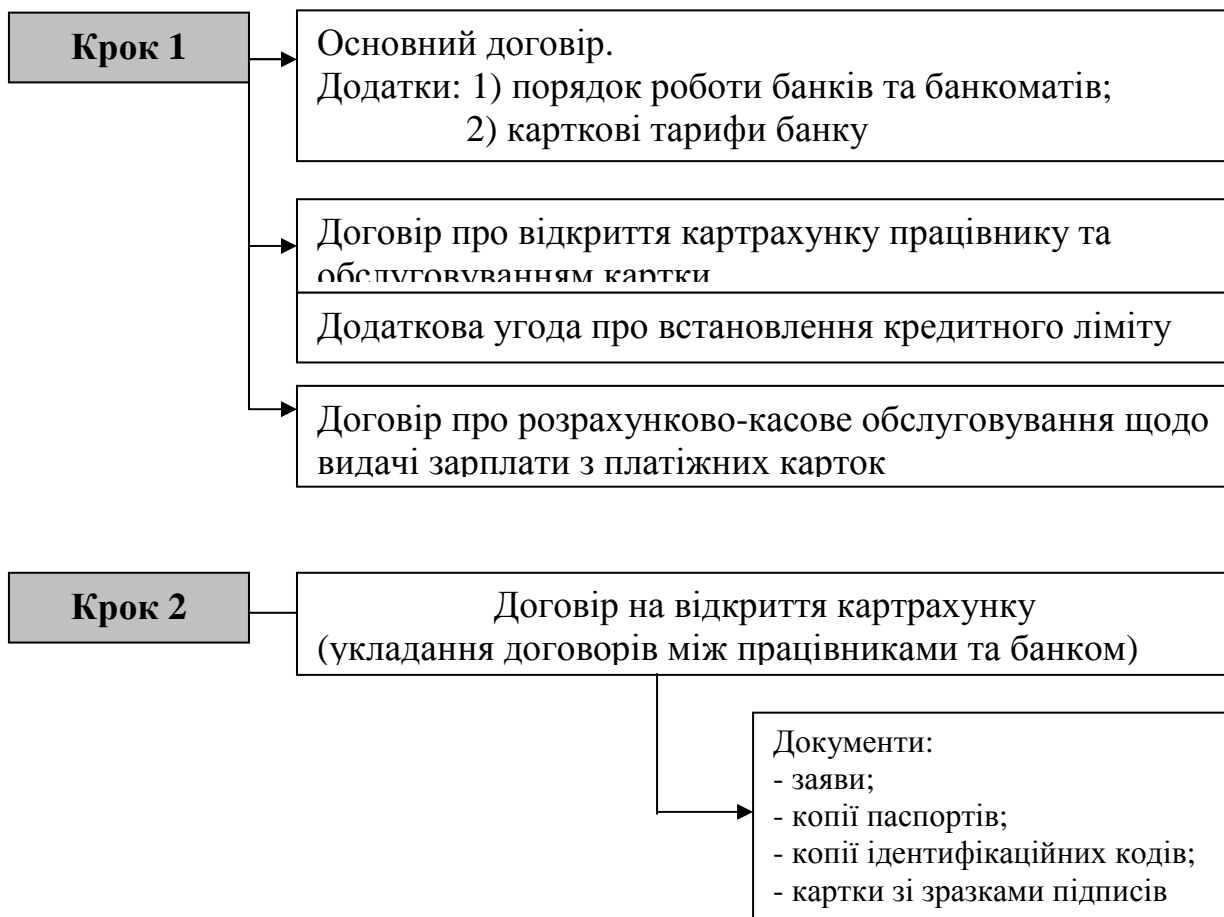 Крок 1
Основний договір.
Додатки: 1) порядок роботи банків та банкоматів;
2) карткові тарифи банку
Договір про відкриття картрахунку працівнику та
обслуговуванням картки
Додаткова угода про встановлення кредитного ліміту
Договір про розрахунково-касове обслуговування щодо
видачі зарплати з платіжних карток
Крок 2
Договір на відкриття картрахунку
(укладання договорів між працівниками та банком)
Документи:
- заяви;
- копії паспортів;
- копії ідентифікаційних кодів;
- картки зі зразками підписів